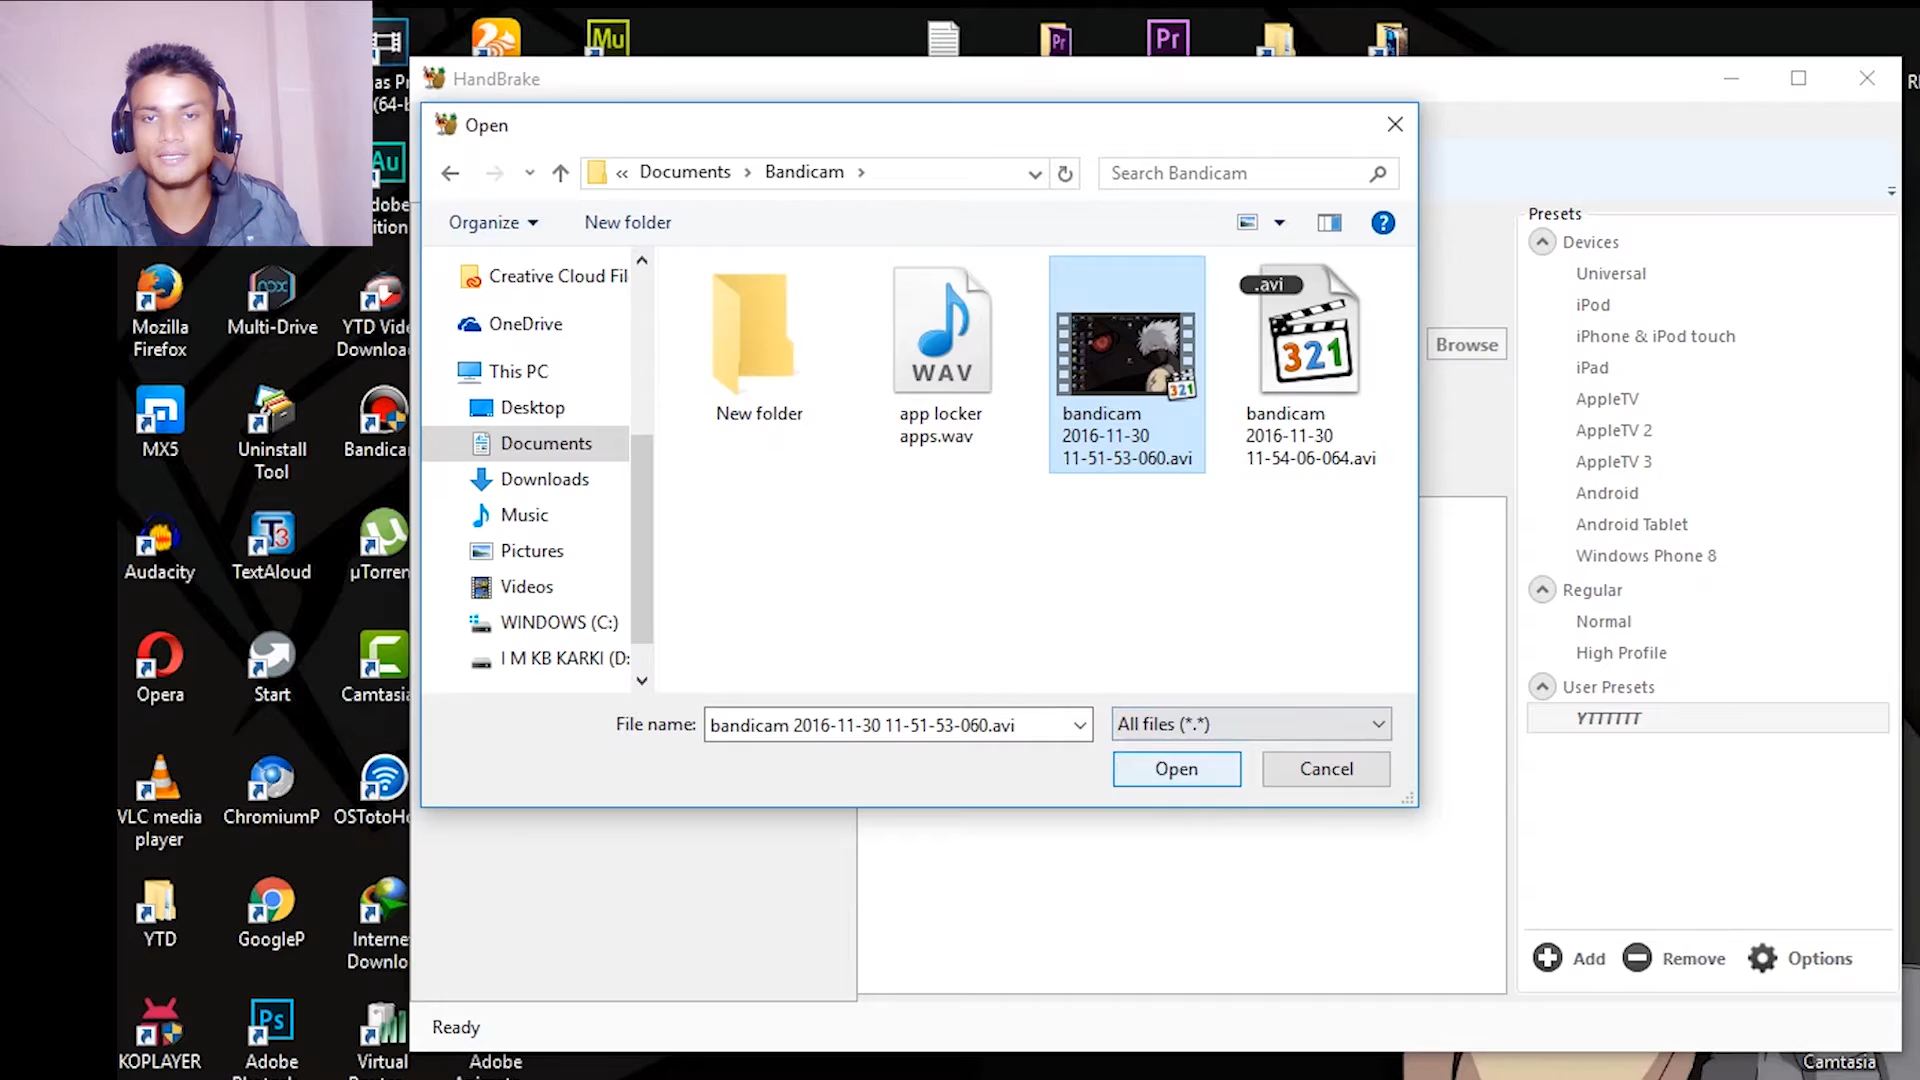 Mu
Pr
Pr
as Pr
(64-b
Au
dobe
ition
Mozilla
Firefox
Multi-Drive
YTD Vide
Downloa
MX5
Uninstall
Tool
Bandica
Audacity
TextAloud
µTorren
Opera
Start
Camtasia
VLC media
player
ChromiumP
OSTotoHo
YTD
GoogleP
Interne
Downlo
KOPLAYER
Ps
Adobe
Virtual
Adobe
HandBrake
Open
« Documents › Bandicam ›
Search Bandicam
Organize
New folder
Creative Cloud Fil
OneDrive
This PC
Desktop
Documents
Downloads
Music
Pictures
Videos
WINDOWS (C:)
I M KB KARKI (D:
New folder
WAV
app locker
apps.wav
321
bandicam
2016-11-30
11-51-53-060.avi
.avi
321
bandicam
2016-11-30
11-54-06-064.avi
File name:
bandicam 2016-11-30 11-51-53-060.avi
All files (*.*)
Open
Cancel
Browse
Presets
Devices
Universal
iPod
iPhone & iPod touch
iPad
AppleTV
AppleTV 2
AppleTV 3
Android
Android Tablet
Windows Phone 8
Regular
Normal
High Profile
User Presets
YTTTTTT
Add
Remove
Options
Ready
Camtasia